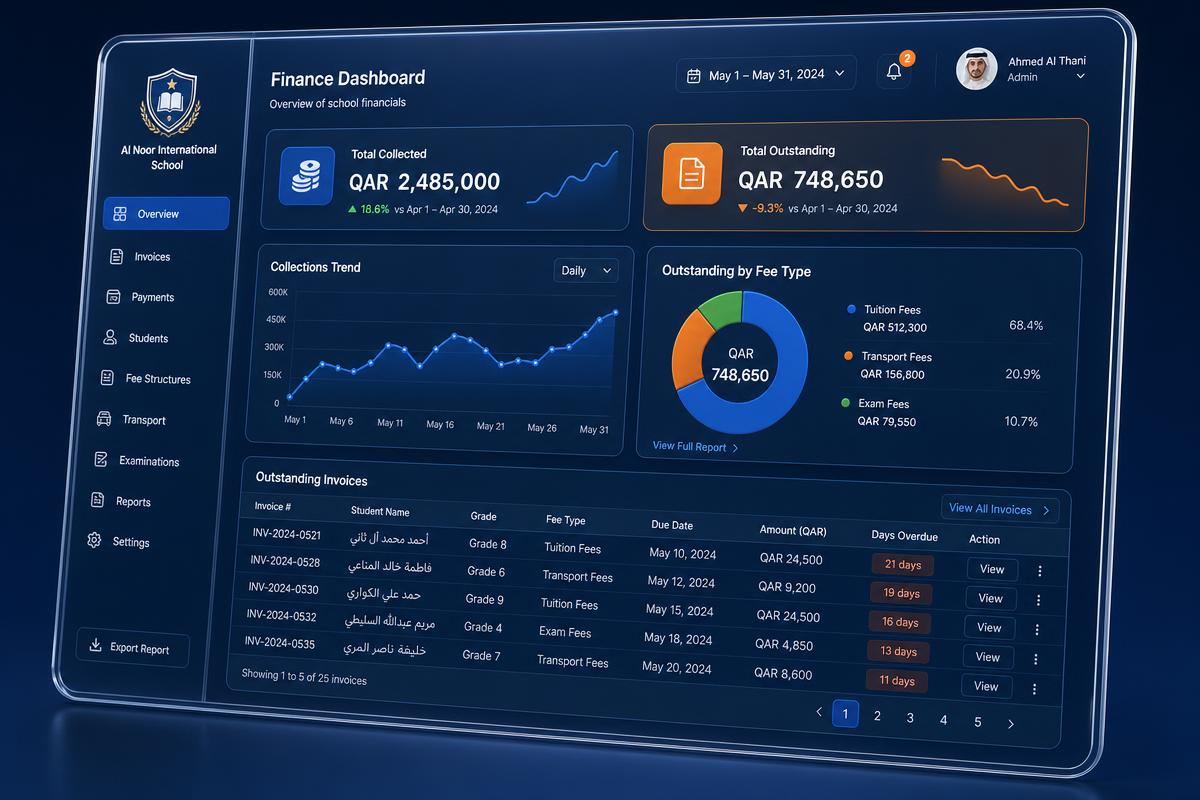 Al Noor International
School
Overview
Invoices
Payments
Students
Fee Structures
Transport
Examinations
Reports
Settings
Export Report
Finance Dashboard
Overview of school financials
May 1 – May 31, 2024
2
Ahmed Al Thani
Admin
Total Collected
QAR 2,485,000
▲ 18.6% vs Apr 1 – Apr 30, 2024
Total Outstanding
QAR 748,650
▼ -9.3% vs Apr 1 – Apr 30, 2024
Collections Trend
Daily
600K
450K
300K
150K
0
May 1 May 6 May 11 May 16 May 21 May 26 May 31
Outstanding by Fee Type
QAR
748,650
Tuition Fees
QAR 512,300 68.4%
Transport Fees
QAR 156,800 20.9%
Exam Fees
QAR 79,550 10.7%
View Full Report >
Outstanding Invoices
View All Invoices >
Invoice # Student Name Grade Fee Type Due Date Amount (QAR) Days Overdue Action
INV-2024-0521 أحمد محمد آل ثاني Grade 8 Tuition Fees May 10, 2024 QAR 24,500 21 days View
INV-2024-0528 فاطمة خالد المناعي Grade 6 Transport Fees May 12, 2024 QAR 9,200 19 days View
INV-2024-0530 حمد علي الكواري Grade 9 Tuition Fees May 15, 2024 QAR 24,500 16 days View
INV-2024-0532 مريم عبدالله السليطي Grade 4 Exam Fees May 18, 2024 QAR 4,850 13 days View
INV-2024-0535 خليفة ناصر المري Grade 7 Transport Fees May 20, 2024 QAR 8,600 11 days View
Showing 1 to 5 of 25 invoices
< 1 2 3 4 5 >